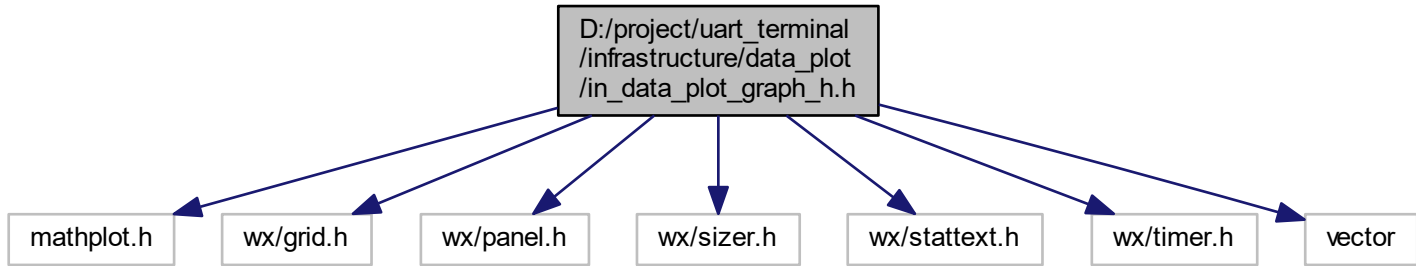 D:/project/uart_terminal
/infrastructure/data_plot
/in_data_plot_graph_h.h
mathplot.h
wx/grid.h
wx/panel.h
wx/sizer.h
wx/stattext.h
wx/timer.h
vector